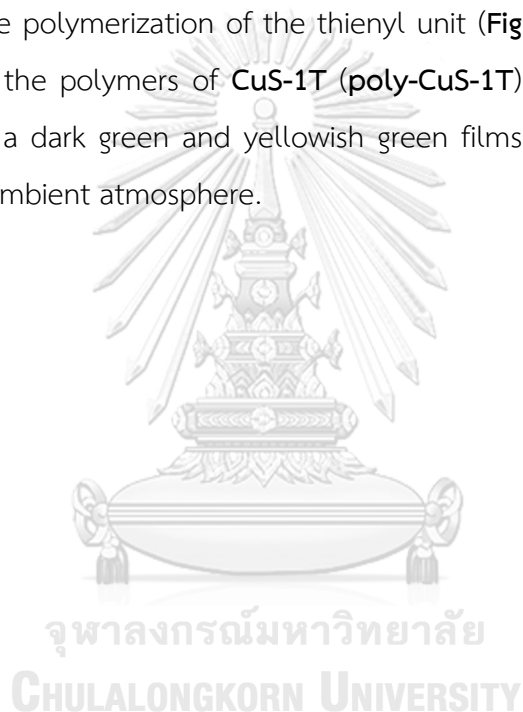 e polymerization of the thienyl unit (Fig
the polymers of CuS-1T (poly-CuS-1T)
a dark green and yellowish green films
mbient atmosphere.
จุฬาลงกรณ์มหาวิทยาลัย
CHULALONGKORN UNIVERSITY